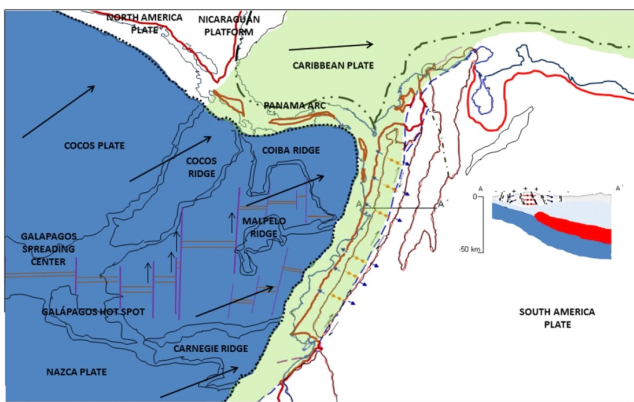 NORTH AMERICA
PLATE
NICARAGUAN
PLATFORM
CARIBBEAN PLATE
PANAMA ARC
COCOS PLATE
COCOS
RIDGE
COIBA RIDGE
MALPELO
RIDGE
GALAPAGOS
SPREADING
CENTER
GALÁPAGOS HOT SPOT
CARNEGIE RIDGE
NAZCA PLATE
A
A´
A
A´
0
-50 km
SOUTH AMERICA
PLATE